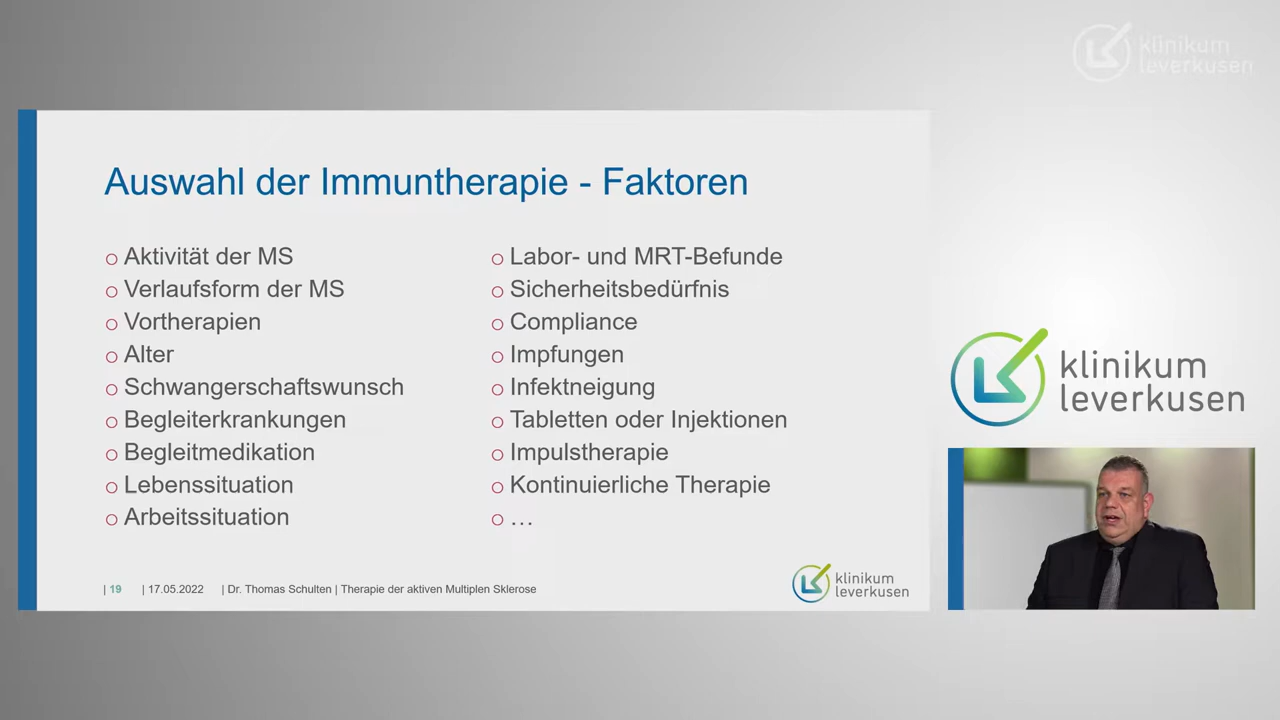 klinikum
leverkusen
Auswahl der Immuntherapie - Faktoren
o Aktivität der MS
o Verlaufsform der MS
o Vortherapien
o Alter
o Schwangerschaftswunsch
o Begleiterkrankungen
o Begleitmedikation
o Lebenssituation
o Arbeitssituation
o Labor- und MRT-Befunde
o Sicherheitsbedürfnis
o Compliance
o Impfungen
o Infektneigung
o Tabletten oder Injektionen
o Impulstherapie
o Kontinuierliche Therapie
o …
| 19 | 17.05.2022 | Dr. Thomas Schulten | Therapie der aktiven Multiplen Sklerose
klinikum
leverkusen
klinikum
leverkusen